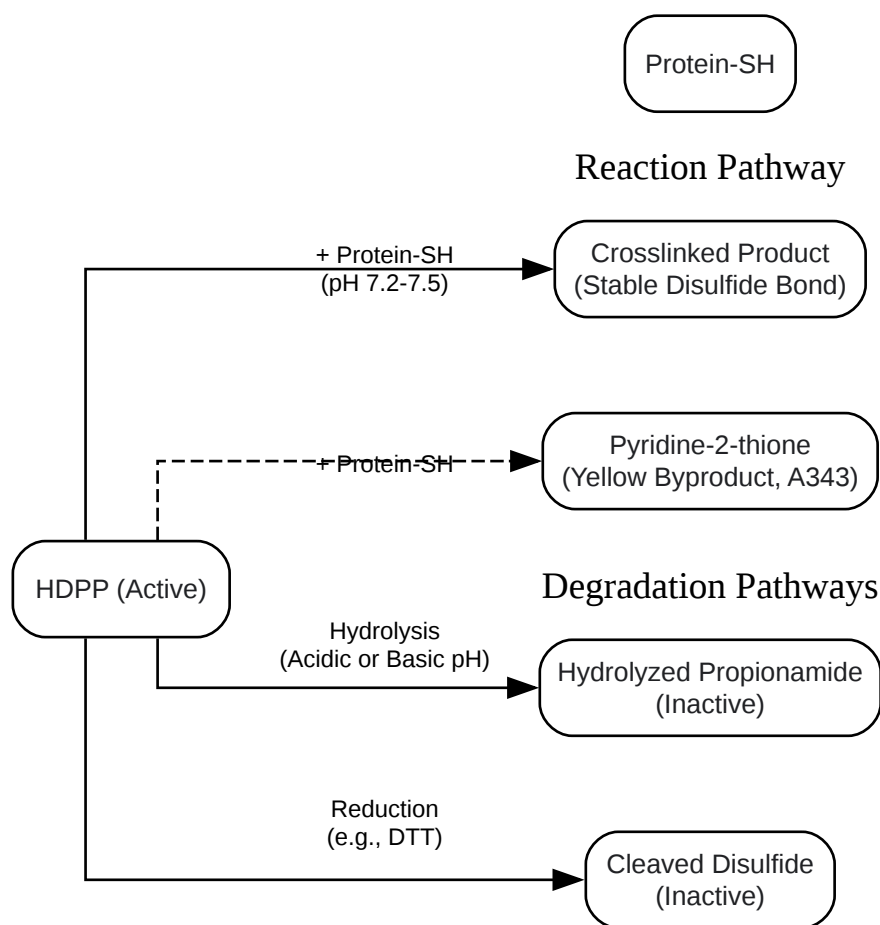 Protein-SH
Reaction Pathway
+ Protein-SH
(pH 7.2-7.5)
Crosslinked Product
(Stable Disulfide Bond)
+ Protein-SH
Pyridine-2-thione
(Yellow Byproduct, A343)
HDPP (Active)
Degradation Pathways
Hydrolysis
(Acidic or Basic pH)
Hydrolyzed Propionamide
(Inactive)
Reduction
(e.g., DTT)
Cleaved Disulfide
(Inactive)